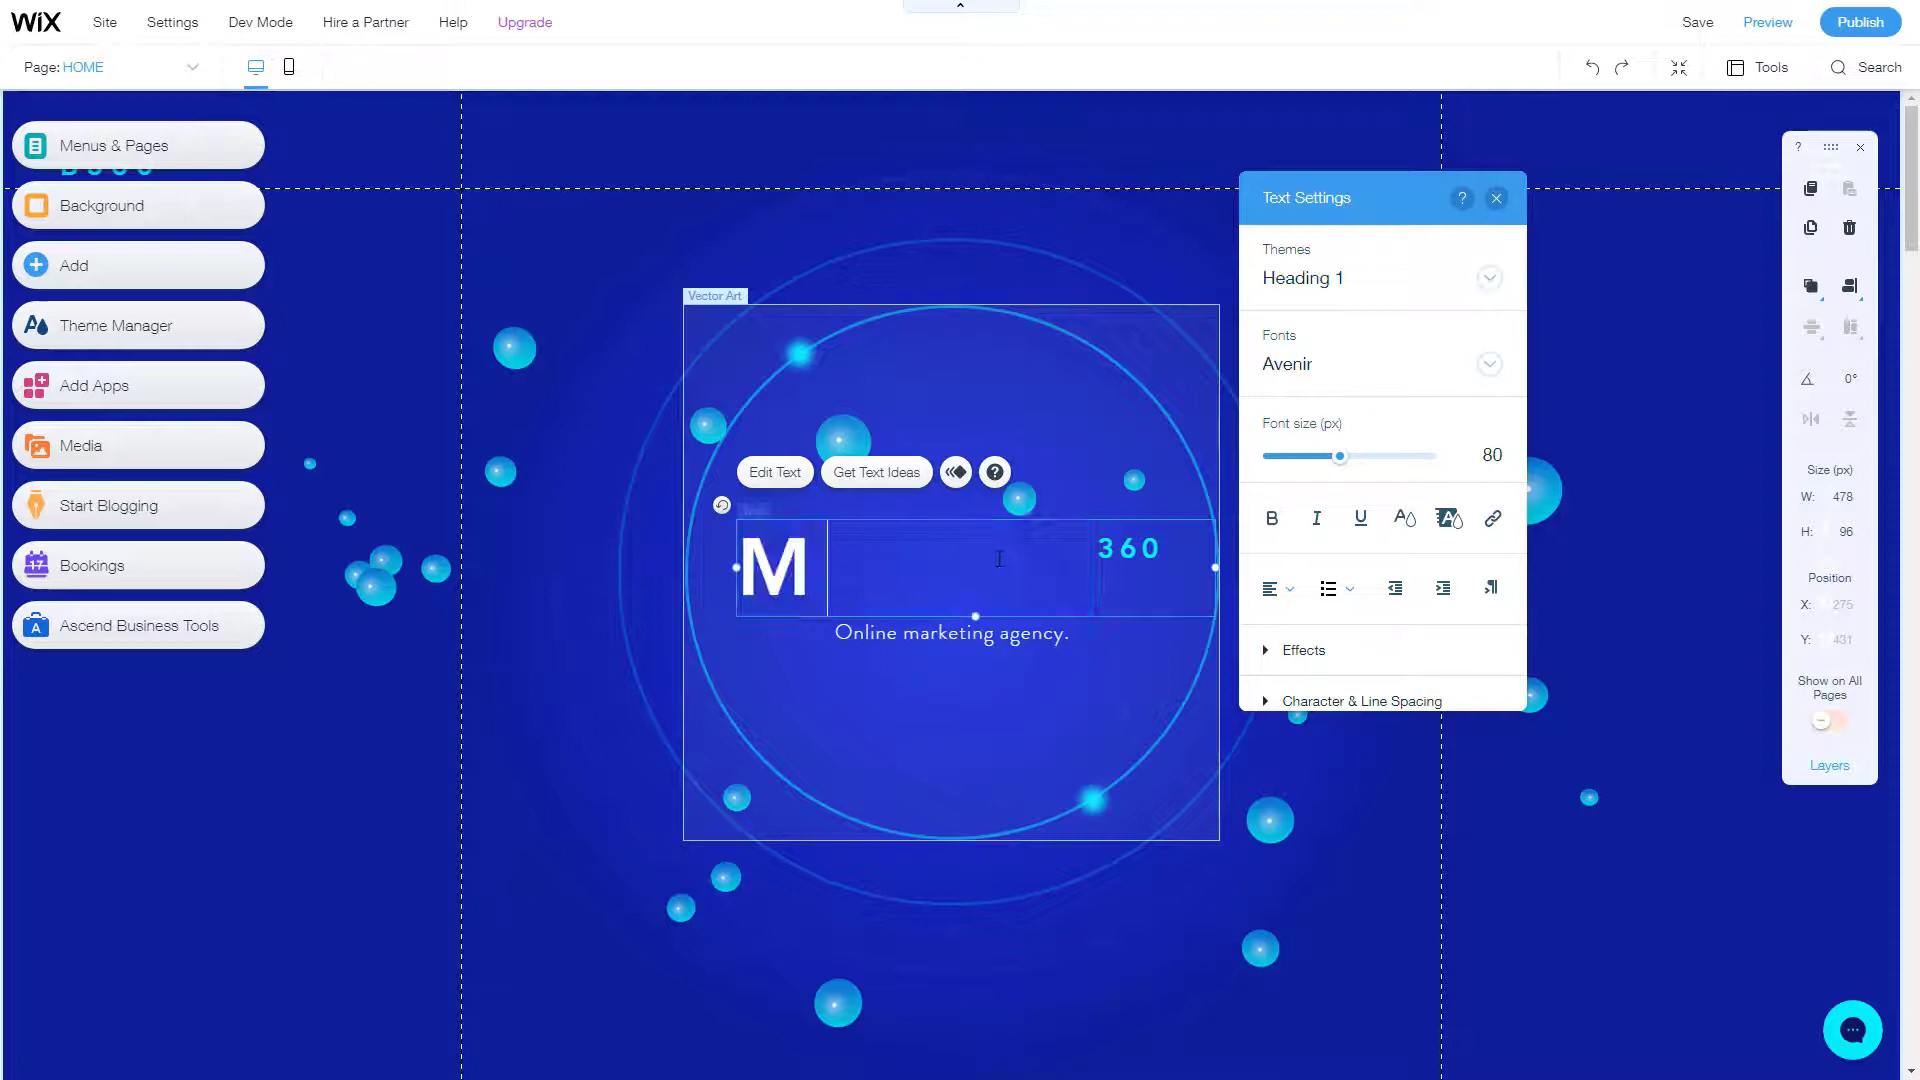 WiX
Site
Settings
Dev Mode
Hire a Partner
Help
Upgrade
Save
Preview
Publish
Page: HOME
Tools
Search
Menus & Pages
Background
Add
Theme Manager
Add Apps
Media
Start Blogging
17
Bookings
Ascend Business Tools
Vector Art
Edit Text
Get Text Ideas
?
M
360
Online marketing agency.
Text Settings
?
Themes
Heading 1
Fonts
Avenir
Font size (px)
80
B
I
U
Effects
Character & Line Spacing
?
0°
Size (px)
W: 478
H: 96
Position
X: 275
Y: 431
Show on All
Pages
Layers